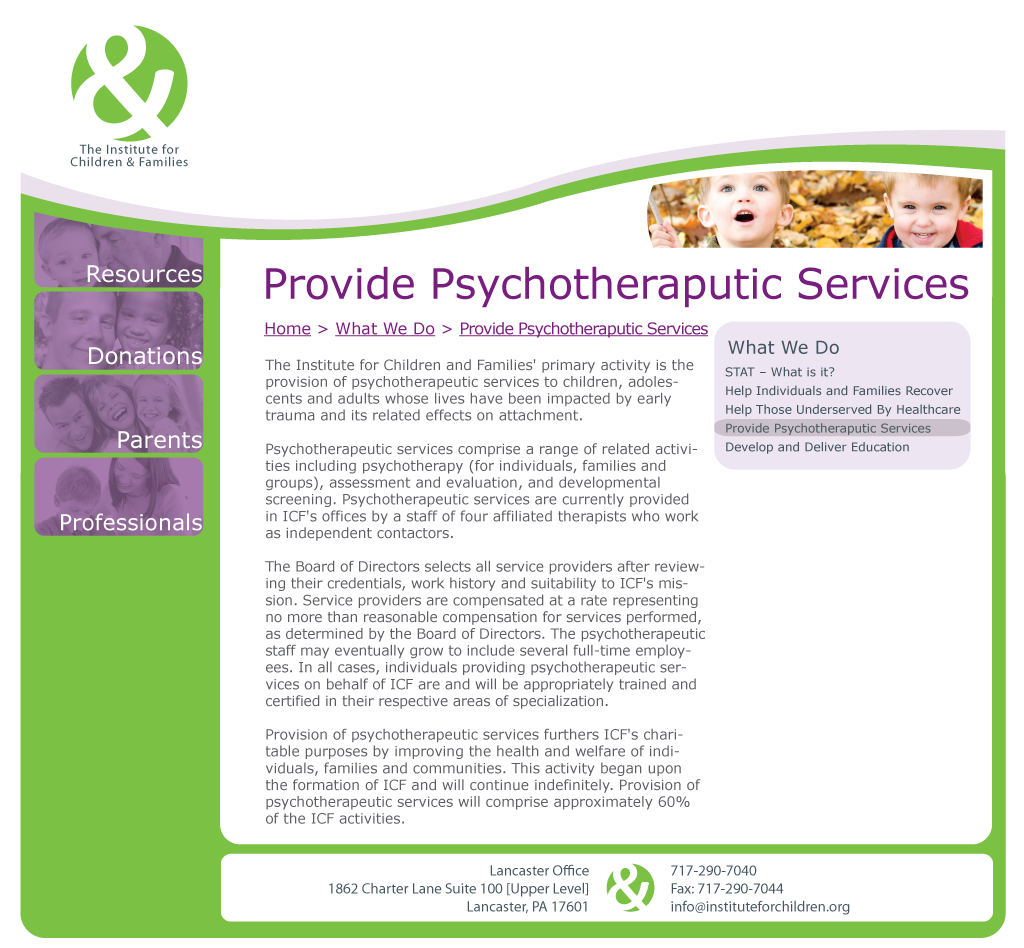 &
The Institute for
Children & Families
Resources
Donations
Parents
Professionals
Provide Psychotheraputic Services
Home > What We Do > Provide Psychotheraputic Services
The Institute for Children and Families' primary activity is the
provision of psychotherapeutic services to children, adoles-
cents and adults whose lives have been impacted by early
trauma and its related effects on attachment.
Psychotherapeutic services comprise a range of related activi-
ties including psychotherapy (for individuals, families and
groups), assessment and evaluation, and developmental
screening. Psychotherapeutic services are currently provided
in ICF's offices by a staff of four affiliated therapists who work
as independent contactors.
The Board of Directors selects all service providers after review-
ing their credentials, work history and suitability to ICF's mis-
sion. Service providers are compensated at a rate representing
no more than reasonable compensation for services performed,
as determined by the Board of Directors. The psychotherapeutic
staff may eventually grow to include several full-time employ-
ees. In all cases, individuals providing psychotherapeutic ser-
vices on behalf of ICF are and will be appropriately trained and
certified in their respective areas of specialization.
Provision of psychotherapeutic services furthers ICF's chari-
table purposes by improving the health and welfare of indi-
viduals, families and communities. This activity began upon
the formation of ICF and will continue indefinitely. Provision of
psychotherapeutic services will comprise approximately 60%
of the ICF activities.
What We Do
STAT – What is it?
Help Individuals and Families Recover
Help Those Underserved By Healthcare
Provide Psychotheraputic Services
Develop and Deliver Education
Lancaster Office
1862 Charter Lane Suite 100 [Upper Level]
Lancaster, PA 17601
&
717-290-7040
Fax: 717-290-7044
info@instituteforchildren.org